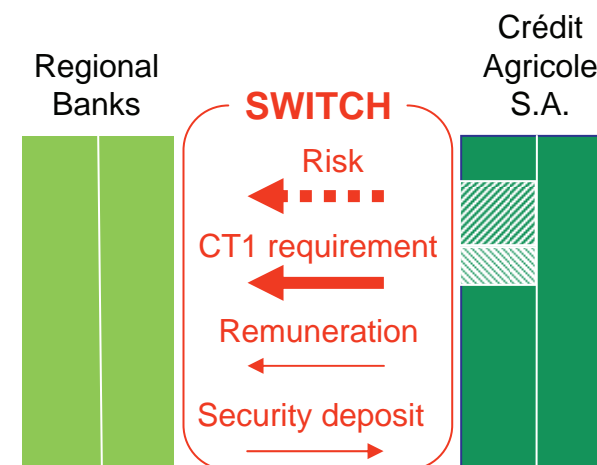 Regional
Banks
Crédit
Agricole
S.A.
SWITCH
Risk
CT1 requirement
Remuneration
Security deposit